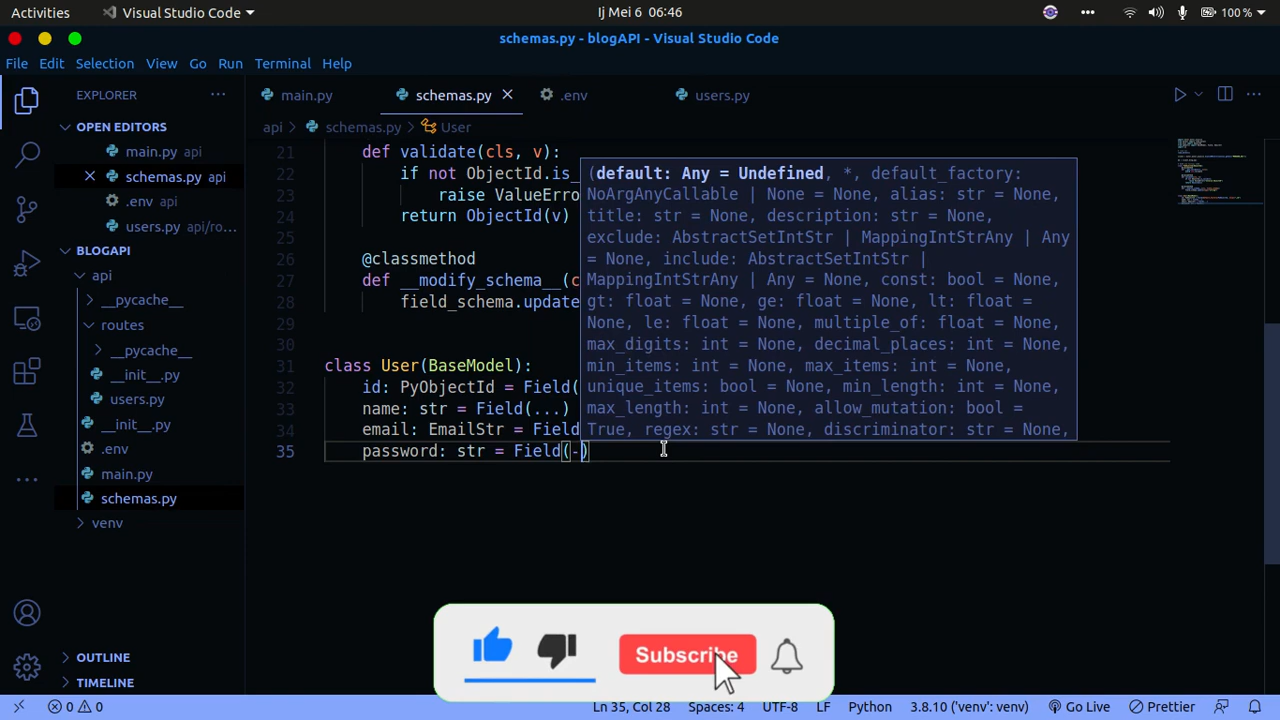 Activities
Visual Studio Code
Ij Mei 6 06:46
100 %
schemas.py - blogAPI - Visual Studio Code
File Edit Selection View Go Run Terminal Help
EXPLORER
OPEN EDITORS
main.py api
schemas.py api
.env api
users.py api/ro...
BLOGAPI
api
__pycache__
routes
__pycache__
__init__.py
users.py
__init__.py
.env
main.py
schemas.py
venv
OUTLINE
TIMELINE
main.py
schemas.py
.env
users.py
api > schemas.py > User
21 def validate(cls, v):
22 if not ObjectId.is_
23 raise ValueErro
24 return ObjectId(v)
25
26 @classmethod
27 def __modify_schema__(c
28 field_schema.update
29
30
31 class User(BaseModel):
32 id: PyObjectId = Field(
33 name: str = Field(...)
34 email: EmailStr = Field
35 password: str = Field(-)
(default: Any = Undefined, *, default_factory:
NoArgAnyCallable | None = None, alias: str = None,
title: str = None, description: str = None,
exclude: AbstractSetIntStr | MappingIntStrAny | Any
= None, include: AbstractSetIntStr |
MappingIntStrAny | Any = None, const: bool = None,
gt: float = None, ge: float = None, lt: float =
None, le: float = None, multiple_of: float = None,
max_digits: int = None, decimal_places: int = None,
min_items: int = None, max_items: int = None,
unique_items: bool = None, min_length: int = None,
max_length: int = None, allow_mutation: bool =
True, regex: str = None, discriminator: str = None,
Subscribe
0 0
Ln 35, Col 28
Spaces: 4
UTF-8
LF
Python
3.8.10 ('venv': venv)
Go Live
Prettier